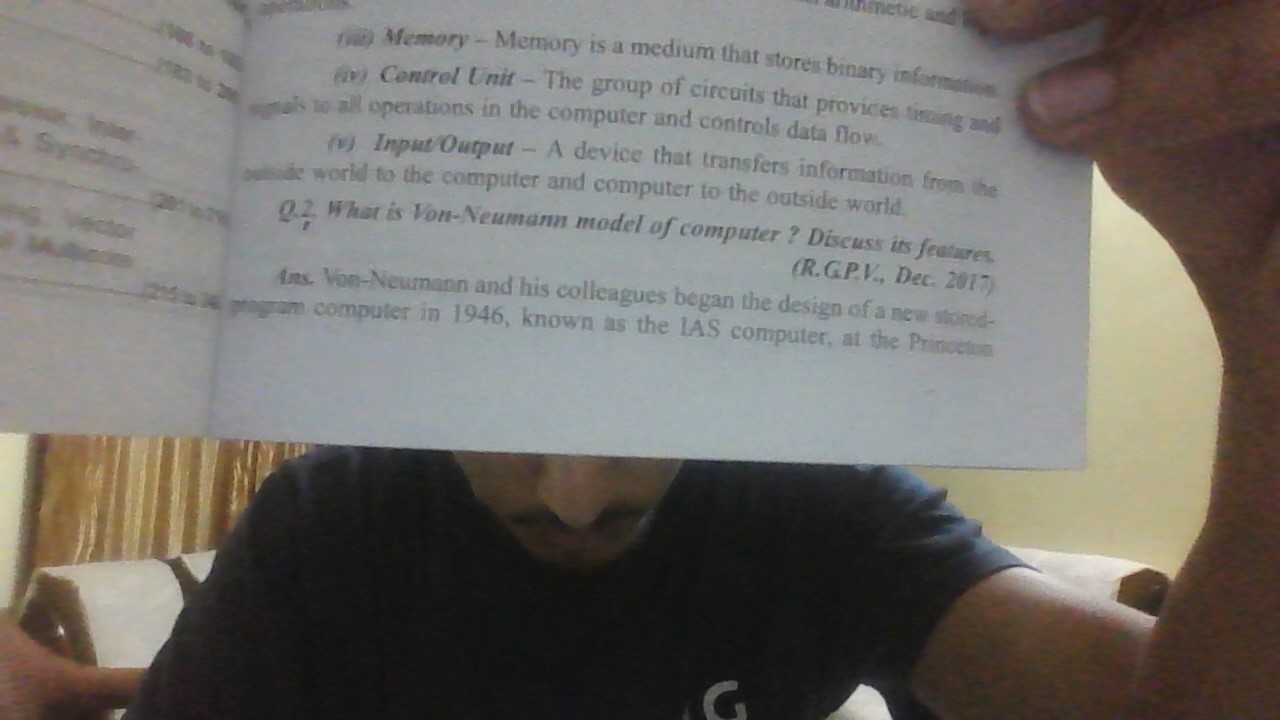 arithmetic and
operations.
(iii) Memory – Memory is a medium that stores binary information
(iv) Control Unit – The group of circuits that provides timing and
signals to all operations in the computer and controls data flow.
(v) Input/Output – A device that transfers information from the
outside world to the computer and computer to the outside world.
Q.2. What is Von-Neumann model of computer ? Discuss its features.
(R.G.P.V., Dec. 2017)
Ans. Von-Neumann and his colleagues began the design of a new stored-
program computer in 1946, known as the IAS computer, at the Princeton
G